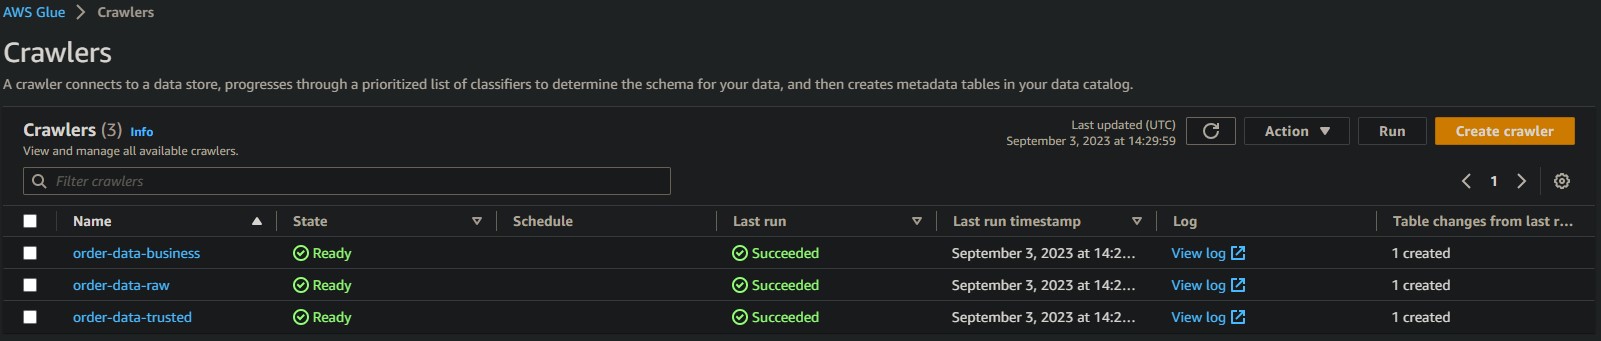 AWS Glue > Crawlers
Crawlers
A crawler connects to a data store, progresses through a prioritized list of classifiers to determine the schema for your data, and then creates metadata tables in your data catalog.
Crawlers (3) Info
View and manage all available crawlers.
Last updated (UTC)
September 3, 2023 at 14:29:59
Action Run Create crawler
Filter crawlers
1
Name State Schedule Last run Last run timestamp Log Table changes from last r...
order-data-business Ready Succeeded September 3, 2023 at 14:2... View log 1 created
order-data-raw Ready Succeeded September 3, 2023 at 14:2... View log 1 created
order-data-trusted Ready Succeeded September 3, 2023 at 14:2... View log 1 created